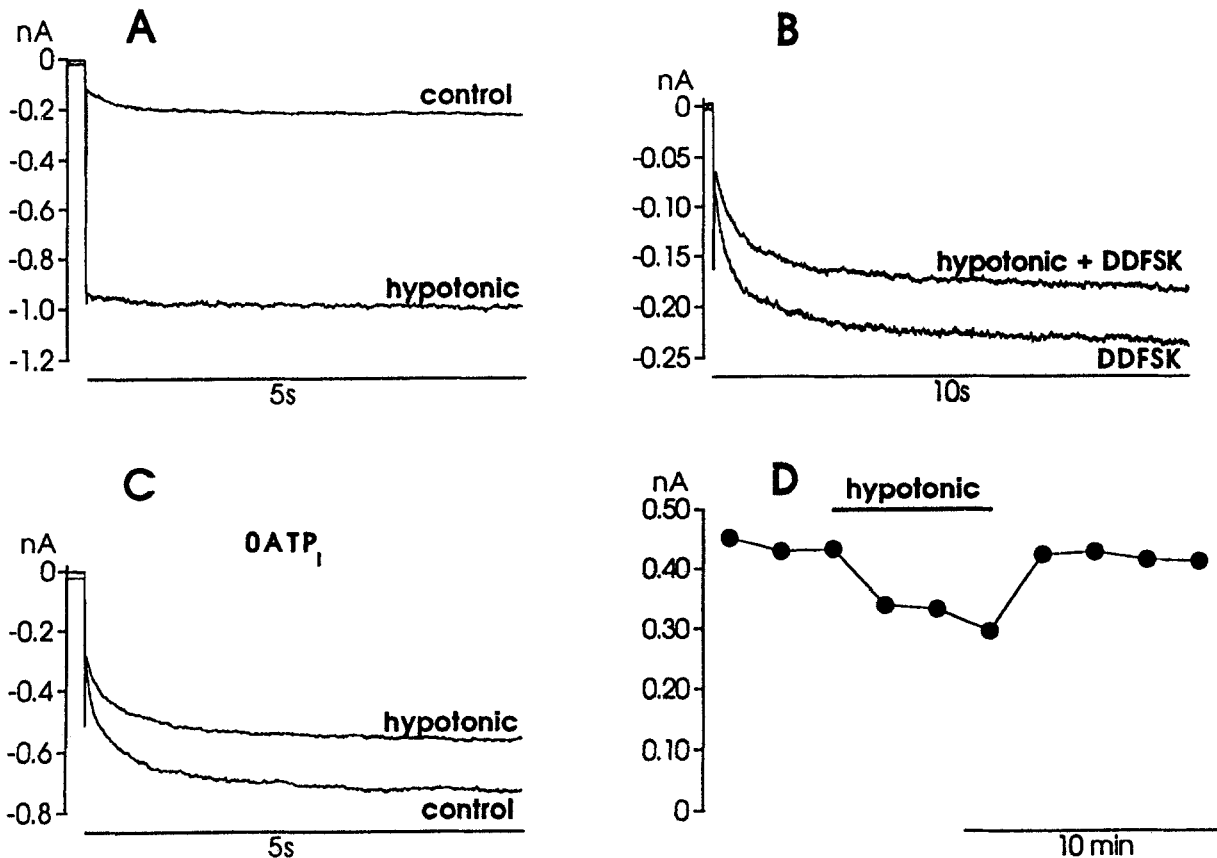 A
nA
0
-0.2
-0.4
-0.6
-0.8
-1.0
-1.2
control
hypotonic
5s
B
nA
0
-0.05
-0.10
-0.15
-0.20
-0.25
hypotonic + DDFSK
DDFSK
10s
C
nA
0ATPI
0
-0.2
-0.4
-0.6
-0.8
hypotonic
control
5s
D
nA
hypotonic
0.50
0.40
0.30
0.20
0.10
0
10 min